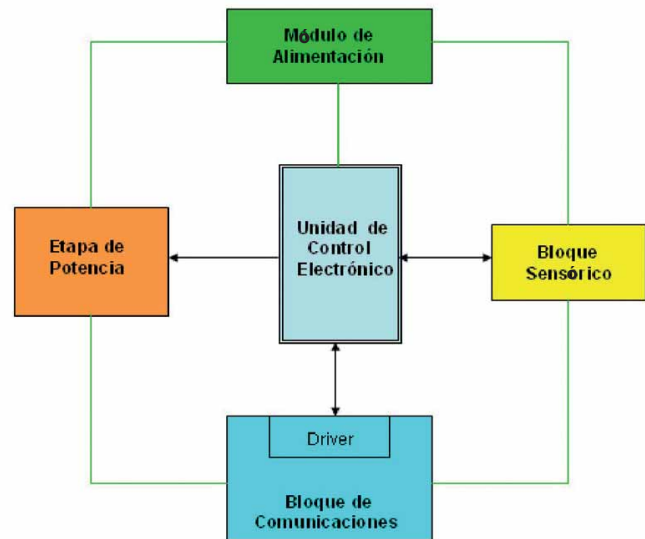 Módulo de
Alimentación
Unidad de
Control
Electrónico
Etapa de
Potencia
Bloque
Sensórico
Driver
Bloque de
Comunicaciones